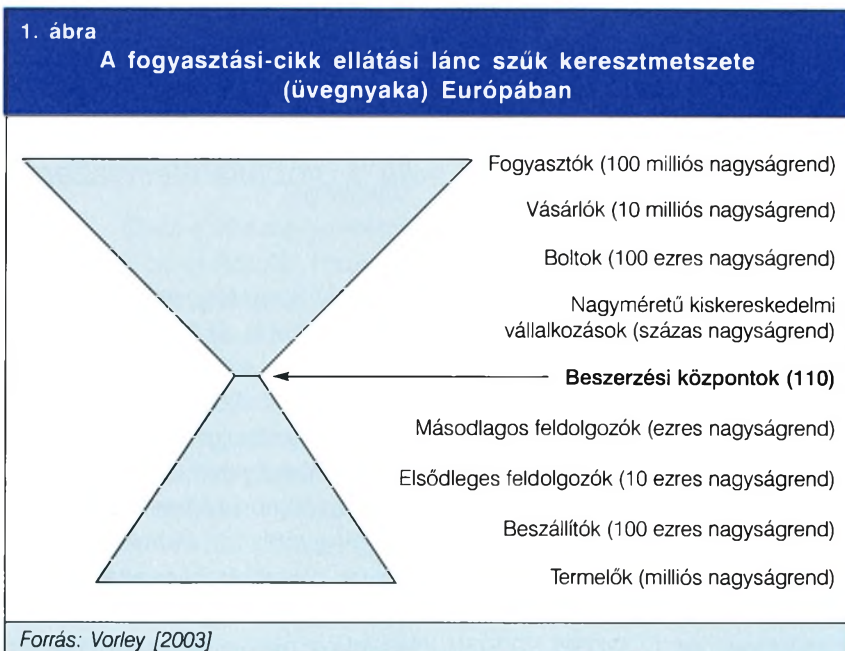 1. ábra
A fogyasztási-cikk ellátási lánc szűk keresztmetszete
(üvegnyaka) Európában
Fogyasztók (100 milliós nagyságrend)
Vásárlók (10 milliós nagyságrend)
Boltok (100 ezres nagyságrend)
Nagyméretű kiskereskedelmi
vállalkozások (százas nagyságrend)
Beszerzési központok (110)
Másodlagos feldolgozók (ezres nagyságrend)
Elsődleges feldolgozók (10 ezres nagyságrend)
Beszállítók (100 ezres nagyságrend)
Termelők (milliós nagyságrend)
Forrás: Vorley [2003]